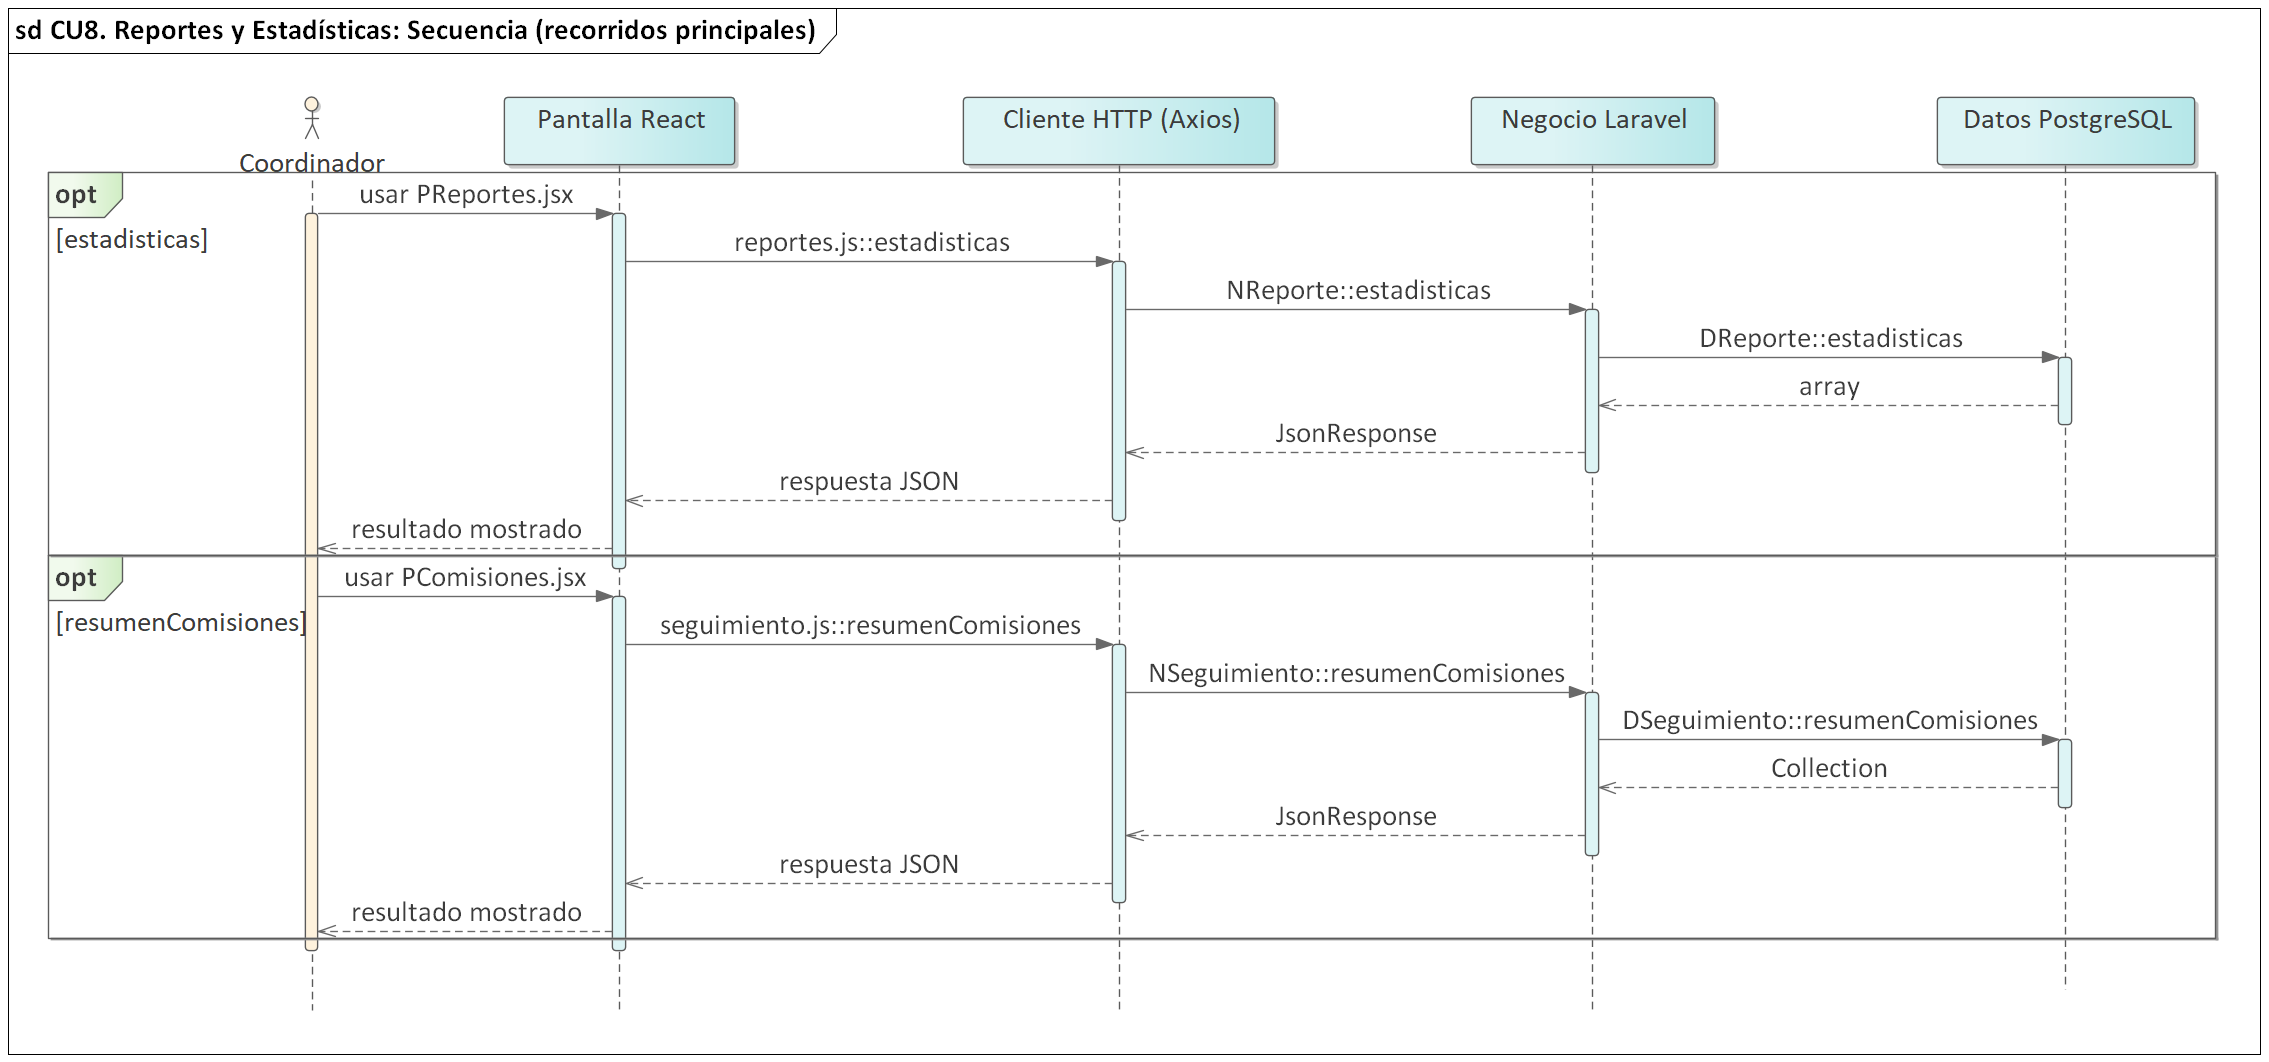 sd CU8. Reportes y Estadísticas: Secuencia (recorridos principales)
Coordinador
Pantalla React
Cliente HTTP (Axios)
Negocio Laravel
Datos PostgreSQL
opt
[estadisticas]
usar PReportes.jsx
reportes.js::estadisticas
NReporte::estadisticas
DReporte::estadisticas
array
JsonResponse
respuesta JSON
resultado mostrado
opt
[resumenComisiones]
usar PComisiones.jsx
seguimiento.js::resumenComisiones
NSeguimiento::resumenComisiones
DSeguimiento::resumenComisiones
Collection
JsonResponse
respuesta JSON
resultado mostrado